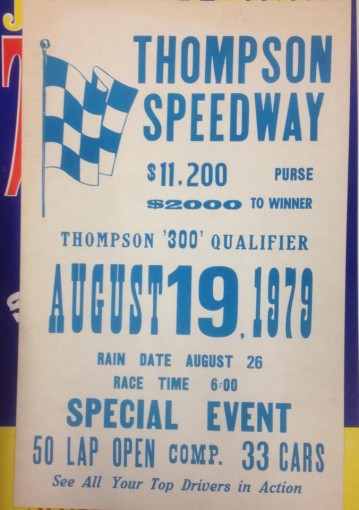 THOMPSON
SPEEDWAY
$11,200 PURSE
$2000 TO WINNER
THOMPSON '300' QUALIFIER
AUGUST 19, 1979
RAIN DATE AUGUST 26
RACE TIME 6:00
SPECIAL EVENT
50 LAP OPEN COMP. 33 CARS
See All Your Top Drivers in Action